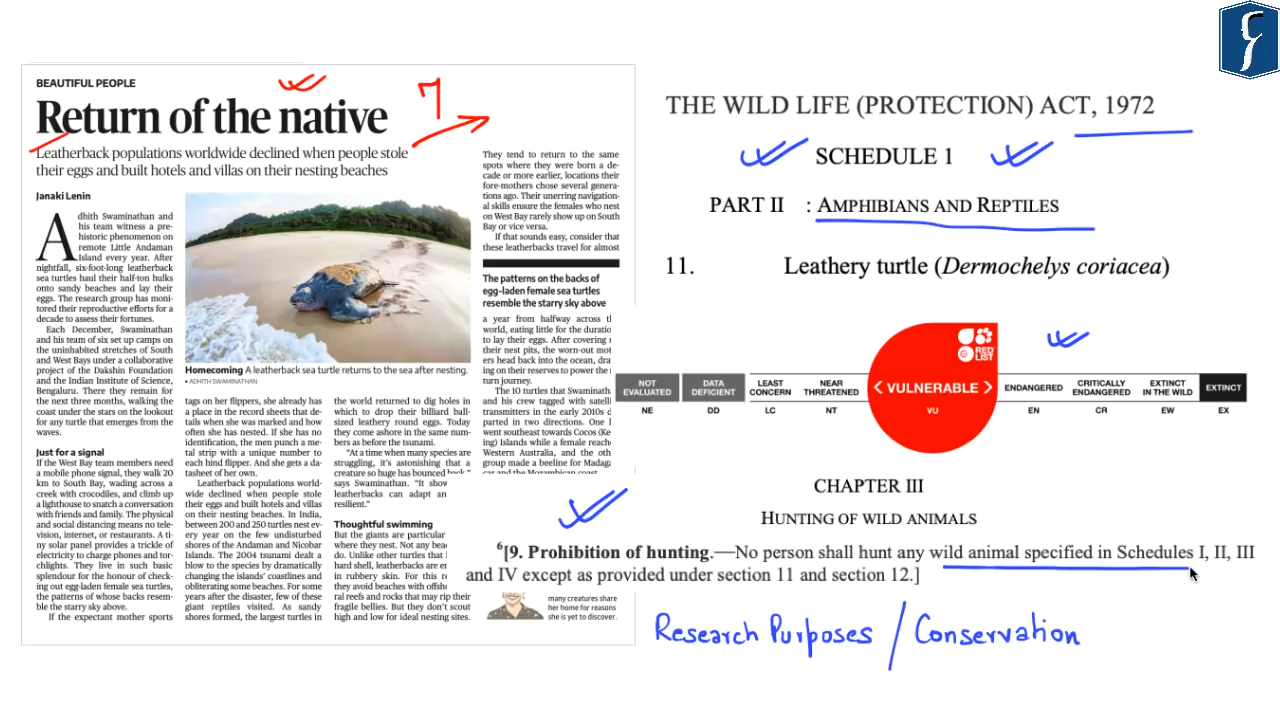 BEAUTIFUL PEOPLE
Return of the native
7
Leatherback populations worldwide declined when people stole
their eggs and built hotels and villas on their nesting beaches
Janaki Lenin
Adhith Swaminathan and
his team witness a pre-
historic phenomenon on
remote Little Andaman
Island every year. After
nightfall, six-foot-long leatherback
sea turtles haul their half-ton hulks
onto sandy beaches and lay their
eggs. The research group has moni-
tored their reproductive efforts for a
decade to assess their fortunes.
Each December, Swaminathan
and his team of six set up camps on
the uninhabited stretches of South
and West Bays under a collaborative
project of the Dakshin Foundation
and the Indian Institute of Science,
Bengaluru. There they remain for
the next three months, walking the
coast under the stars on the lookout
for any turtle that emerges from the
waves.
Just for a signal
If the West Bay team members need
a mobile phone signal, they walk 20
km to South Bay, wading across a
creek with crocodiles, and climb up
a lighthouse to snatch a conversation
with friends and family. The physical
and social distancing means no tele-
vision, internet, or restaurants. A ti-
ny solar panel provides a trickle of
electricity to charge phones and tor-
chlights. They live in such basic
splendour for the honour of check-
ing out egg-laden female sea turtles,
the patterns of whose backs resem-
ble the starry sky above.
If the expectant mother sports
Homecoming A leatherback sea turtle returns to the sea after nesting.
• ADHITH SWAMINATHAN
tags on her flippers, she already has
a place in the record sheets that de-
tails when she was marked and how
often she has nested. If she has no
identification, the men punch a me-
tal strip with a unique number to
each hind flipper. And she gets a da-
tasheet of her own.
Leatherback populations world-
wide declined when people stole
their eggs and built hotels and villas
on their nesting beaches. In India,
between 200 and 250 turtles nest ev-
ery year on the few undisturbed
shores of the Andaman and Nicobar
Islands. The 2004 tsunami dealt a
blow to the species by dramatically
changing the islands' coastlines and
obliterating some beaches. For some
years after the disaster, few of these
giant reptiles visited. As sandy
shores formed, the largest turtles in
the world returned to dig holes in
which to drop their billiard ball-
sized leathery round eggs. Today
they come ashore in the same num-
bers as before the tsunami.
"At a time when many species are
struggling, it's astonishing that a
creature so huge has bounced back,"
says Swaminathan. "It show
leatherbacks can adapt an
resilient."
Thoughtful swimming
But the giants are particular
where they nest. Not any bea
do. Unlike other turtles that
hard shell, leatherbacks are en
in rubbery skin. For this re
they avoid beaches with offsh
ral reefs and rocks that may rip their
fragile bellies. But they don't scout
high and low for ideal nesting sites.
They tend to return to the same
spots where they were born a de-
cade or more earlier, locations their
fore-mothers chose several genera-
tions ago. Their unerring navigation-
al skills ensure the females who nest
on West Bay rarely show up on South
Bay or vice versa.
If that sounds easy, consider that
these leatherbacks travel for almost
The patterns on the backs of
egg-laden female sea turtles
resemble the starry sky above
a year from halfway across t
world, eating little for the duratio
to lay their eggs. After covering
their nest pits, the worn-out mot
ers head back into the ocean, dra
ing on their reserves to power the
turn journey.
The 10 turtles that Swaminath
and his crew tagged with satelli
transmitters in the early 2010s d
parted in two directions. One
went southeast towards Cocos (Ke
ing) Islands while a female reache
Western Australia, and the oth
group made a beeline for Madaga
car and the Mozambican coast.
many creatures share
her home for reasons
she is yet to discover.
THE WILD LIFE (PROTECTION) ACT, 1972
SCHEDULE 1
PART II : AMPHIBIANS AND REPTILES
11. Leathery turtle (Dermochelys coriacea)
RED LIST
NOT EVALUATED DATA DEFICIENT LEAST CONCERN NEAR THREATENED < VULNERABLE > ENDANGERED CRITICALLY ENDANGERED EXTINCT IN THE WILD EXTINCT
NE DD LC NT VU EN CR EW EX
CHAPTER III
HUNTING OF WILD ANIMALS
6[9. Prohibition of hunting.—No person shall hunt any wild animal specified in Schedules I, II, III
and IV except as provided under section 11 and section 12.]
Research Purposes / Conservation